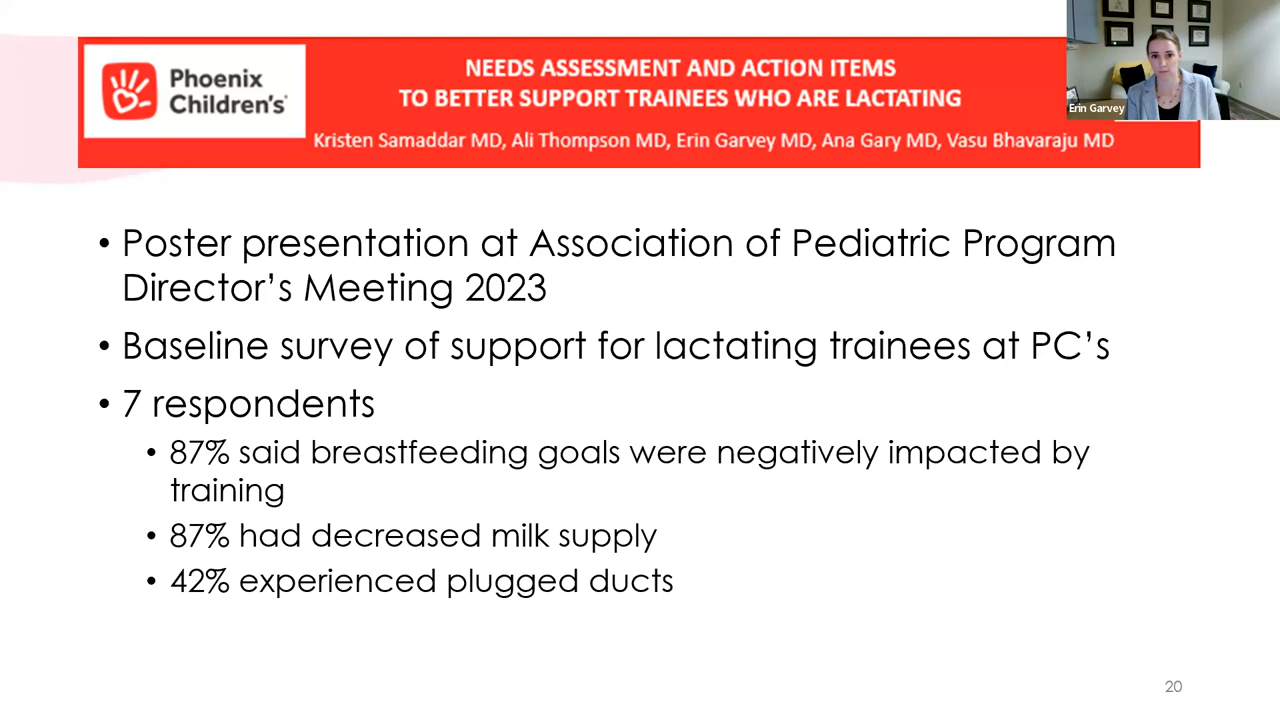 Phoenix
Children's
NEEDS ASSESSMENT AND ACTION ITEMS
TO BETTER SUPPORT TRAINEES WHO ARE LACTATING
Kristen Samaddar MD, Ali Thompson MD, Erin Garvey MD, Ana Gary MD, Vasu Bhavaraju MD
Erin Garvey
• Poster presentation at Association of Pediatric Program
Director’s Meeting 2023
• Baseline survey of support for lactating trainees at PC’s
• 7 respondents
• 87% said breastfeeding goals were negatively impacted by
training
• 87% had decreased milk supply
• 42% experienced plugged ducts
20